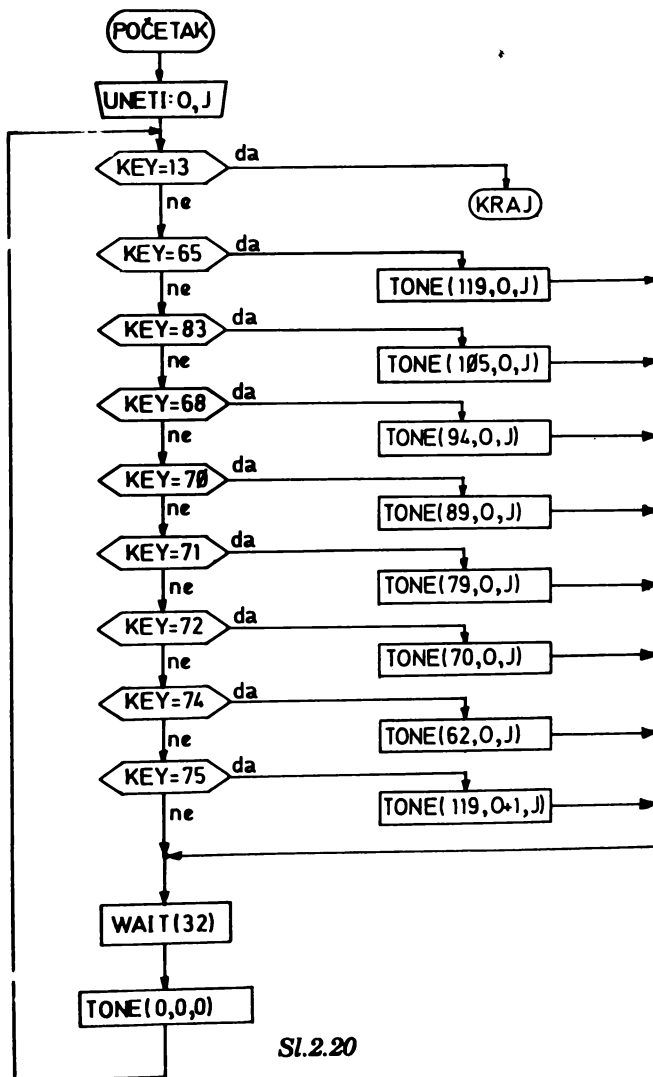 POČETAK
UNETI: O, J
KEY=13
da
ne
KRAJ
KEY=65
da
ne
TONE(119,O,J)
KEY=83
da
ne
TONE(1Ø5,O,J)
KEY=68
da
ne
TONE(94,O,J)
KEY=7Ø
da
ne
TONE(89,O,J)
KEY=71
da
ne
TONE(79,O,J)
KEY=72
da
ne
TONE(70,O,J)
KEY=74
da
ne
TONE(62,O,J)
KEY=75
da
ne
TONE(119,O+1,J)
WAIT(32)
TONE(0,0,0)
Sl.2.20